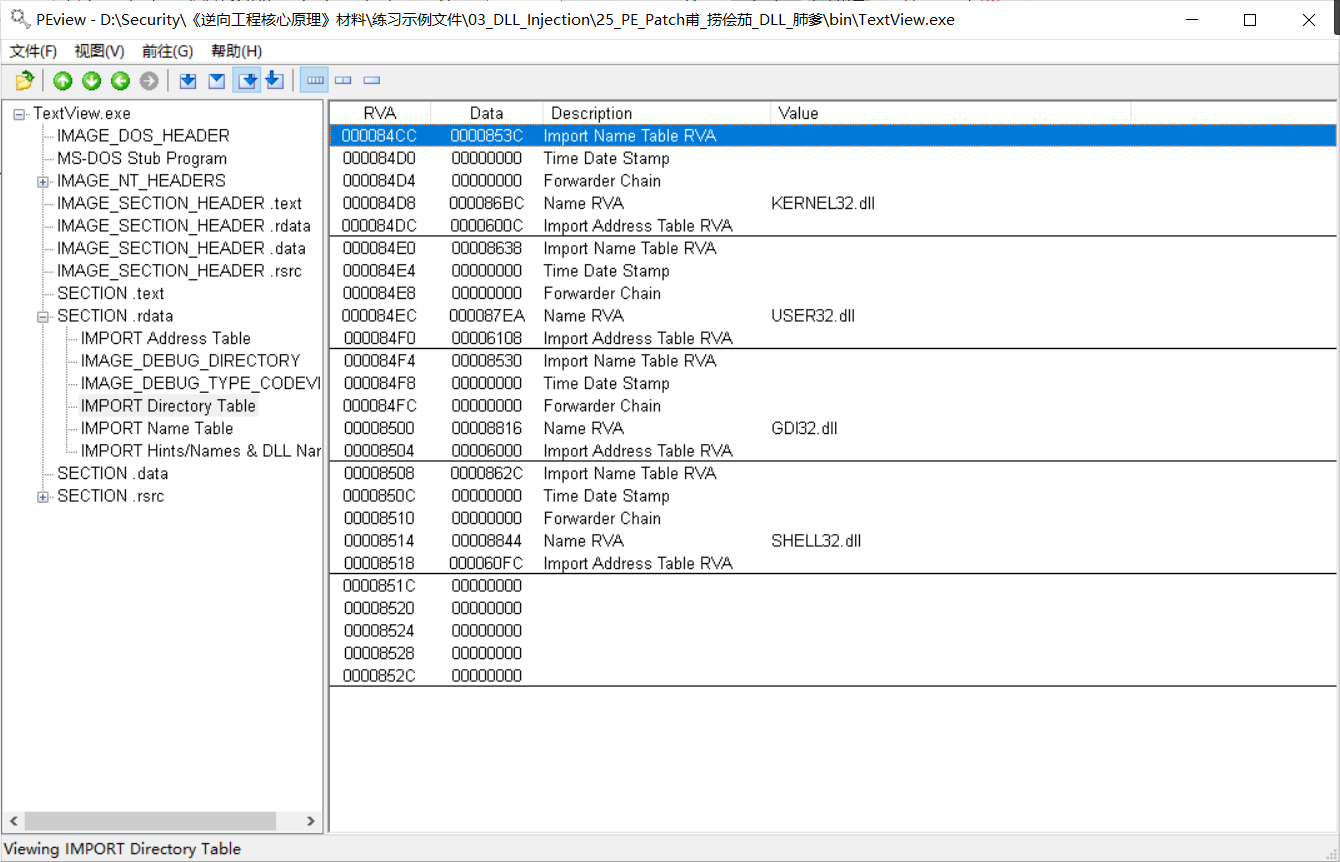 PEview - D:\Security\《逆向工程核心原理》材料\练习示例文件\03_DLL_Injection\25_PE_Patch甫_捞侩茄_DLL_肺爹\bin\TextView.exe
文件(F) 视图(V) 前往(G) 帮助(H)
TextView.exe
IMAGE_DOS_HEADER
MS-DOS Stub Program
IMAGE_NT_HEADERS
IMAGE_SECTION_HEADER .text
IMAGE_SECTION_HEADER .rdata
IMAGE_SECTION_HEADER .data
IMAGE_SECTION_HEADER .rsrc
SECTION .text
SECTION .rdata
IMPORT Address Table
IMAGE_DEBUG_DIRECTORY
IMAGE_DEBUG_TYPE_CODEVI
IMPORT Directory Table
IMPORT Name Table
IMPORT Hints/Names & DLL Nar
SECTION .data
SECTION .rsrc
RVA Data Description Value
000084CC 0000853C Import Name Table RVA
000084D0 00000000 Time Date Stamp
000084D4 00000000 Forwarder Chain
000084D8 000086BC Name RVA KERNEL32.dll
000084DC 0000600C Import Address Table RVA
000084E0 00008638 Import Name Table RVA
000084E4 00000000 Time Date Stamp
000084E8 00000000 Forwarder Chain
000084EC 000087EA Name RVA USER32.dll
000084F0 00006108 Import Address Table RVA
000084F4 00008530 Import Name Table RVA
000084F8 00000000 Time Date Stamp
000084FC 00000000 Forwarder Chain
00008500 00008816 Name RVA GDI32.dll
00008504 00006000 Import Address Table RVA
00008508 0000862C Import Name Table RVA
0000850C 00000000 Time Date Stamp
00008510 00000000 Forwarder Chain
00008514 00008844 Name RVA SHELL32.dll
00008518 000060FC Import Address Table RVA
0000851C 00000000
00008520 00000000
00008524 00000000
00008528 00000000
0000852C 00000000
Viewing IMPORT Directory Table